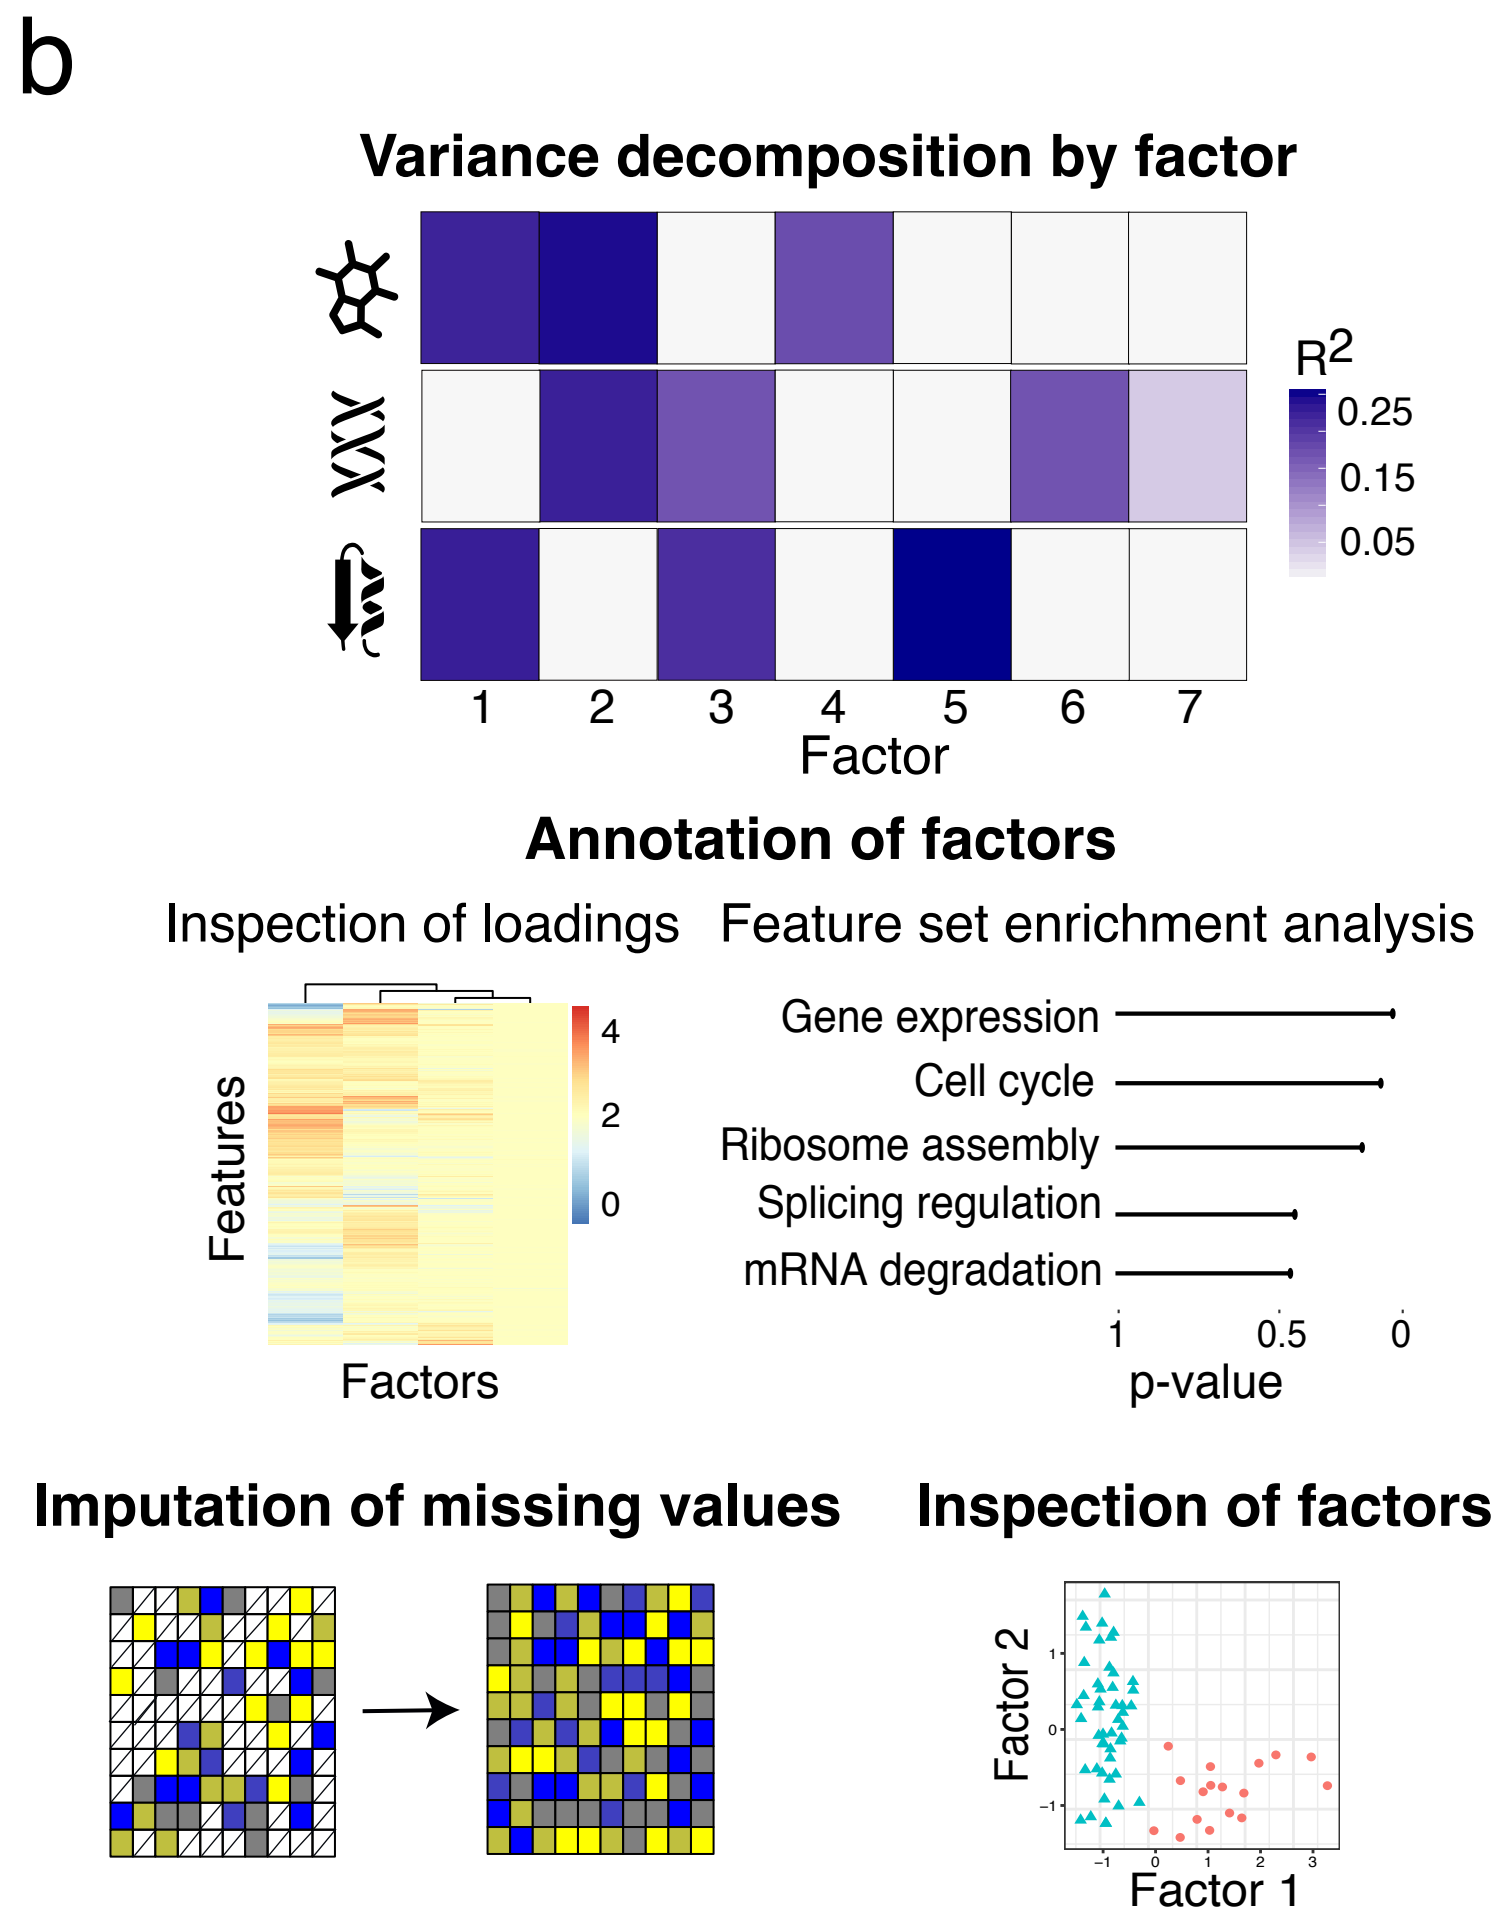 b
Variance decomposition by factor
R2
0.25
0.15
0.05
1 2 3 4 5 6 7
Factor
Annotation of factors
Inspection of loadings
Feature set enrichment analysis
4
2
0
Features
Factors
Gene expression
Cell cycle
Ribosome assembly
Splicing regulation
mRNA degradation
1 0.5 0
p-value
Imputation of missing values
Inspection of factors
Factor 2
1
0
−1
−1 0 1 2 3
Factor 1